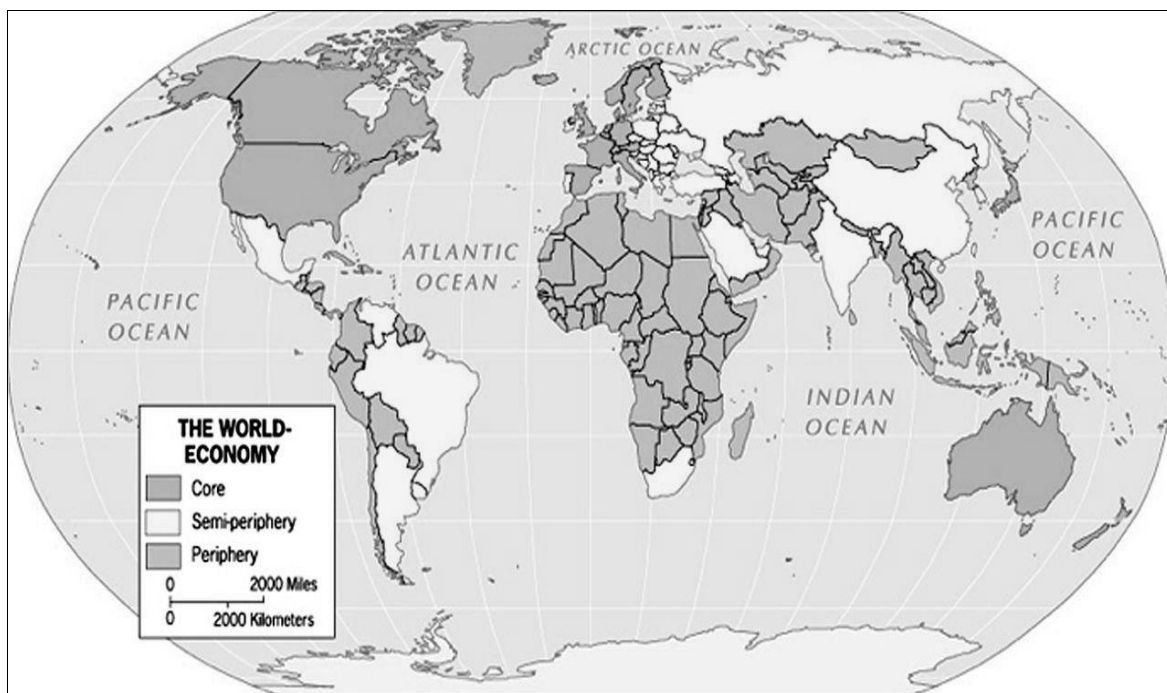 ARCTIC OCEAN
ATLANTIC
OCEAN
PACIFIC
OCEAN
PACIFIC
OCEAN
INDIAN
OCEAN
THE WORLD-
ECONOMY
Core
Semi-periphery
Periphery
0 2000 Miles
0 2000 Kilometers